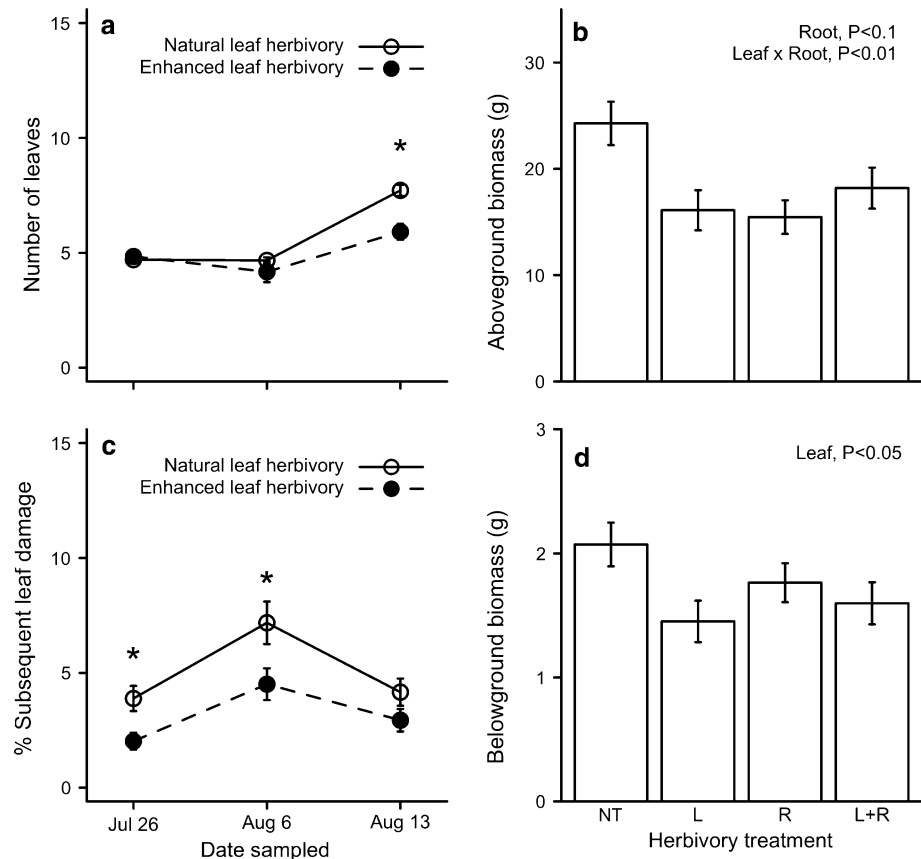 a
Natural leaf herbivory
Enhanced leaf herbivory
*
Number of leaves
15
10
5
0
b
Root, P<0.1
Leaf x Root, P<0.01
Aboveground biomass (g)
30
20
10
0
c
Natural leaf herbivory
Enhanced leaf herbivory
*
*
% Subsequent leaf damage
15
10
5
0
Jul 26 Aug 6 Aug 13
Date sampled
d
Leaf, P<0.05
Belowground biomass (g)
3
2
1
0
NT L R L+R
Herbivory treatment